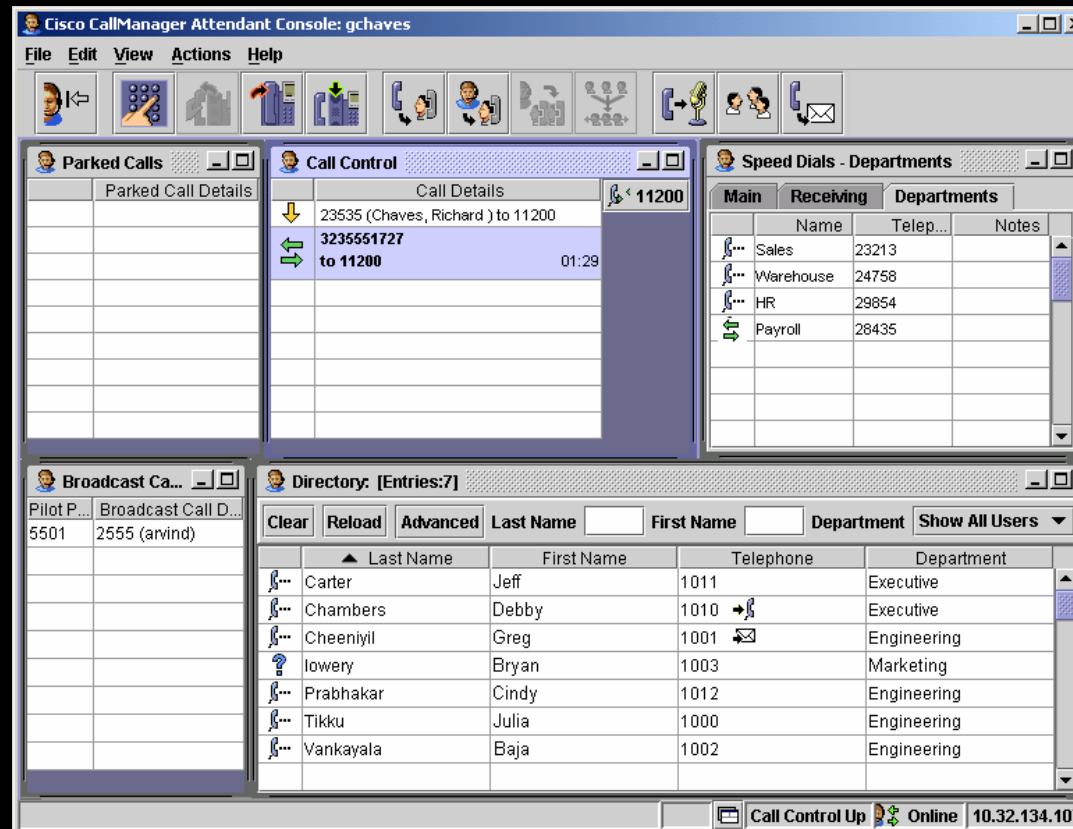 Cisco CallManager Attendant Console: gchaves
File Edit View Actions Help
Parked Calls
Parked Call Details
Call Control
Call Details
11200
23535 (Chaves, Richard ) to 11200
3235551727
to 11200 01:29
Speed Dials - Departments
Main Receiving Departments
Name Telep... Notes
Sales 23213
Warehouse 24758
HR 29854
Payroll 28435
Broadcast Ca...
Pilot P... Broadcast Call D...
5501 2555 (arvind)
Directory: [Entries:7]
Clear Reload Advanced Last Name First Name Department Show All Users
Last Name First Name Telephone Department
Carter Jeff 1011 Executive
Chambers Debby 1010 Executive
Cheeniyil Greg 1001 Engineering
? lowery Bryan 1003 Marketing
Prabhakar Cindy 1012 Engineering
Tikku Julia 1000 Engineering
Vankayala Baja 1002 Engineering
Call Control Up Online 10.32.134.10